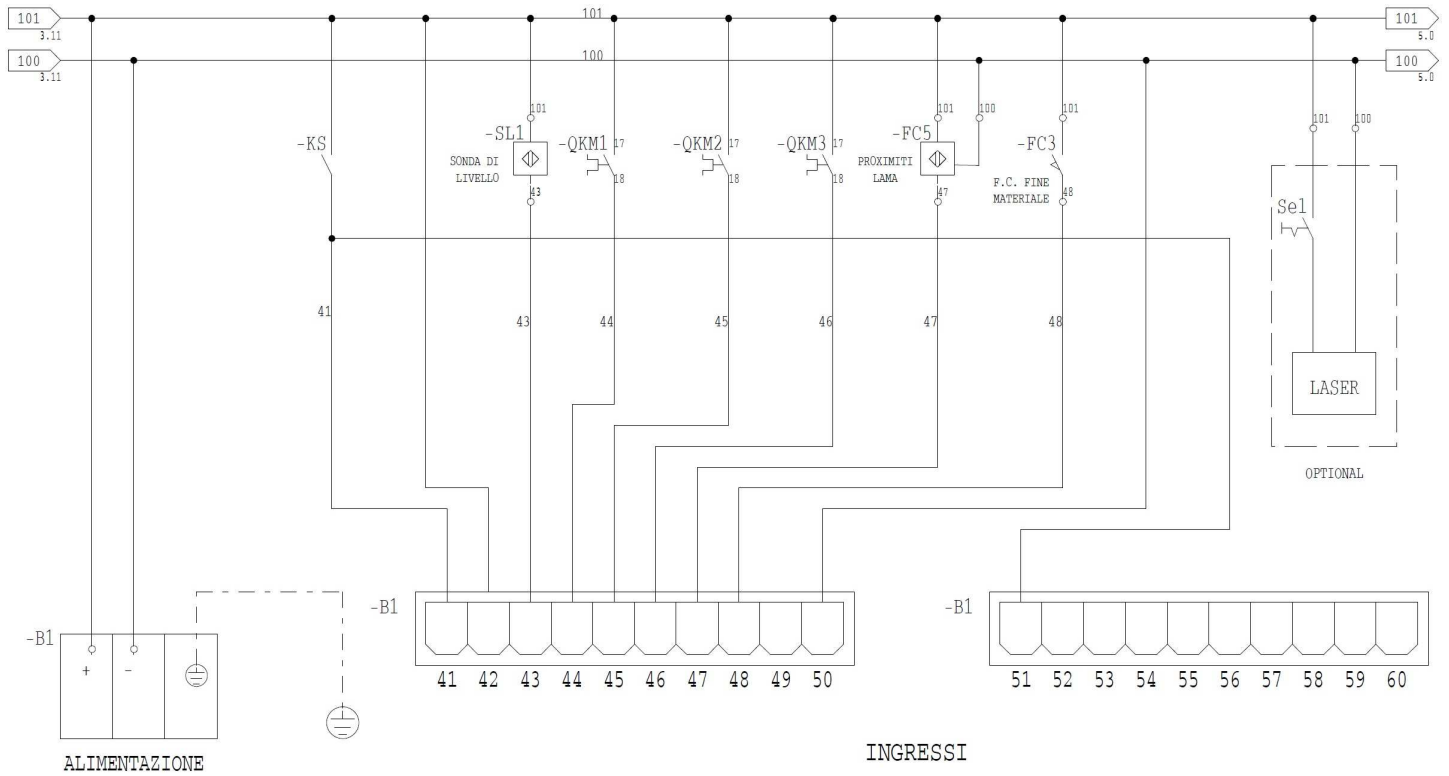 101 101 101
3.11 5.0
100 100 100
3.11 5.0
101 101 100 101 101 100
-KS -SL1 -QKM1 17 -QKM2 17 -QKM3 17 -FC5 -FC3
SONDA DI
LIVELLO
18 18 18
PROXIMITI
LAMA
F.C. FINE
MATERIALE
43 47 48
Sel
41 43 44 45 46 47 48
LASER
OPTIONAL
-B1 -B1
-B1
+ -
41 42 43 44 45 46 47 48 49 50 51 52 53 54 55 56 57 58 59 60
INGRESSI
ALIMENTAZIONE